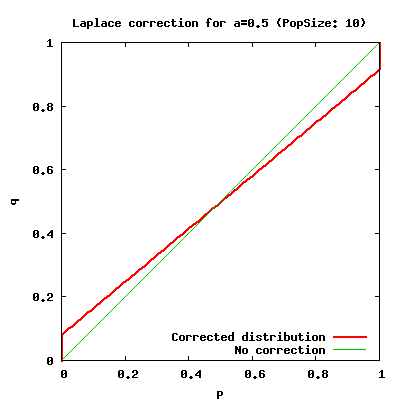 Laplace correction for a=0.5 (PopSize: 10)
1
0.8
0.6
q
0.4
0.2
Corrected distribution
No correction
0
0 0.2 0.4 0.6 0.8 1
p